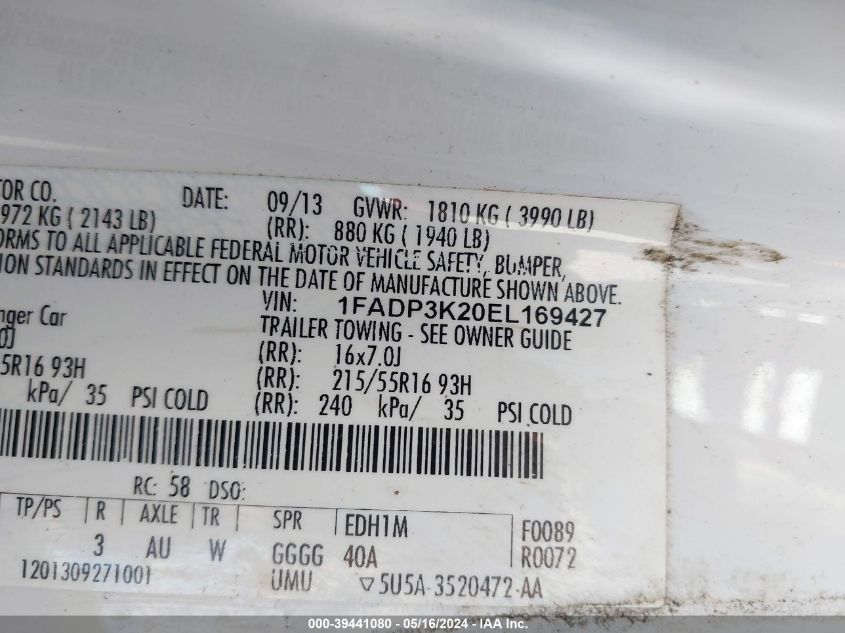 TOR CO. DATE: 09/13 GVWR: 1810 KG ( 3990 LB)
972 KG ( 2143 LB) (RR): 880 KG ( 1940 LB)
ORMS TO ALL APPLICABLE FEDERAL MOTOR VEHICLE SAFETY, BUMPER,
ION STANDARDS IN EFFECT ON THE DATE OF MANUFACTURE SHOWN ABOVE.
VIN: 1FADP3K20EL169427
nger Car TRAILER TOWING - SEE OWNER GUIDE
0J (RR): 16x7.0J
5R16 93H (RR): 215/55R16 93H
kPa/ 35 PSI COLD (RR): 240 kPa/ 35 PSI COLD
RC: 58 DSO:
TP/PS R AXLE TR SPR EDH1M F0089
3 AU W GGGG 40A R0072
1201309271001 UMU ▽5U5A-3520472-AA
000-39441080 - 05/16/2024 - IAA Inc.